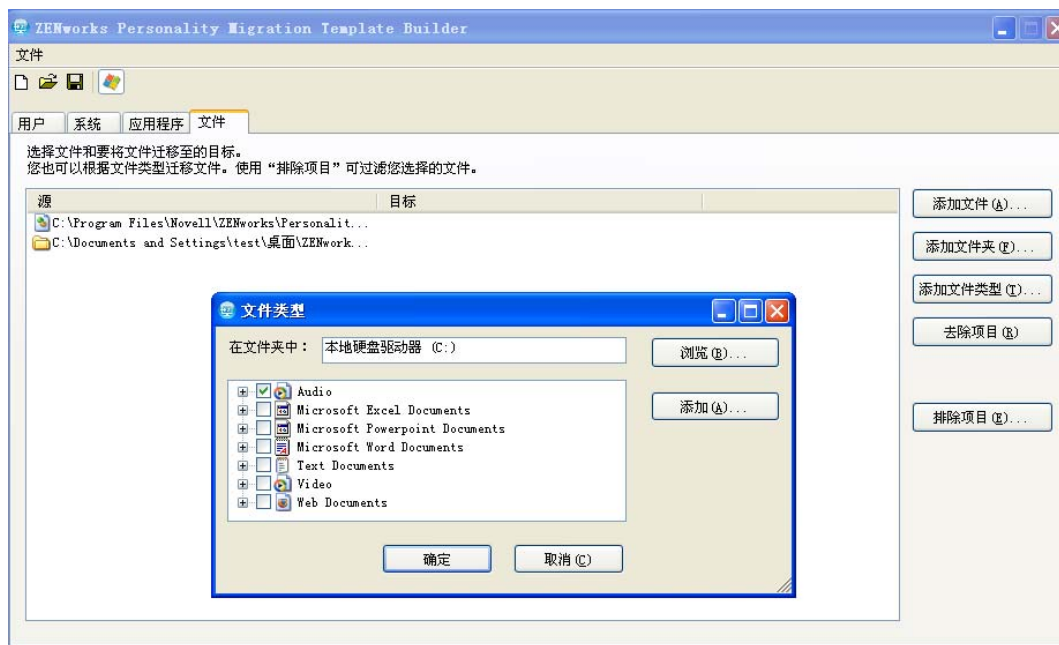 ZENworks Personality Migration Template Builder
文件
用户 系统 应用程序 文件
选择文件和要将文件迁移至的目标。
您也可以根据文件类型迁移文件。使用“排除项目”可过滤您选择的文件。
源 目标
C:\Program Files\Novell\ZENworks\Personalit...
C:\Documents and Settings\test\桌面\ZENwork...
添加文件(A)...
添加文件夹(F)...
添加文件类型(T)...
去除项目(R)
排除项目(E)...
文件类型
在文件夹中： 本地硬盘驱动器 (C:)
浏览(B)...
添加(A)...
Audio
Microsoft Excel Documents
Microsoft Powerpoint Documents
Microsoft Word Documents
Text Documents
Video
Web Documents
确定 取消(C)